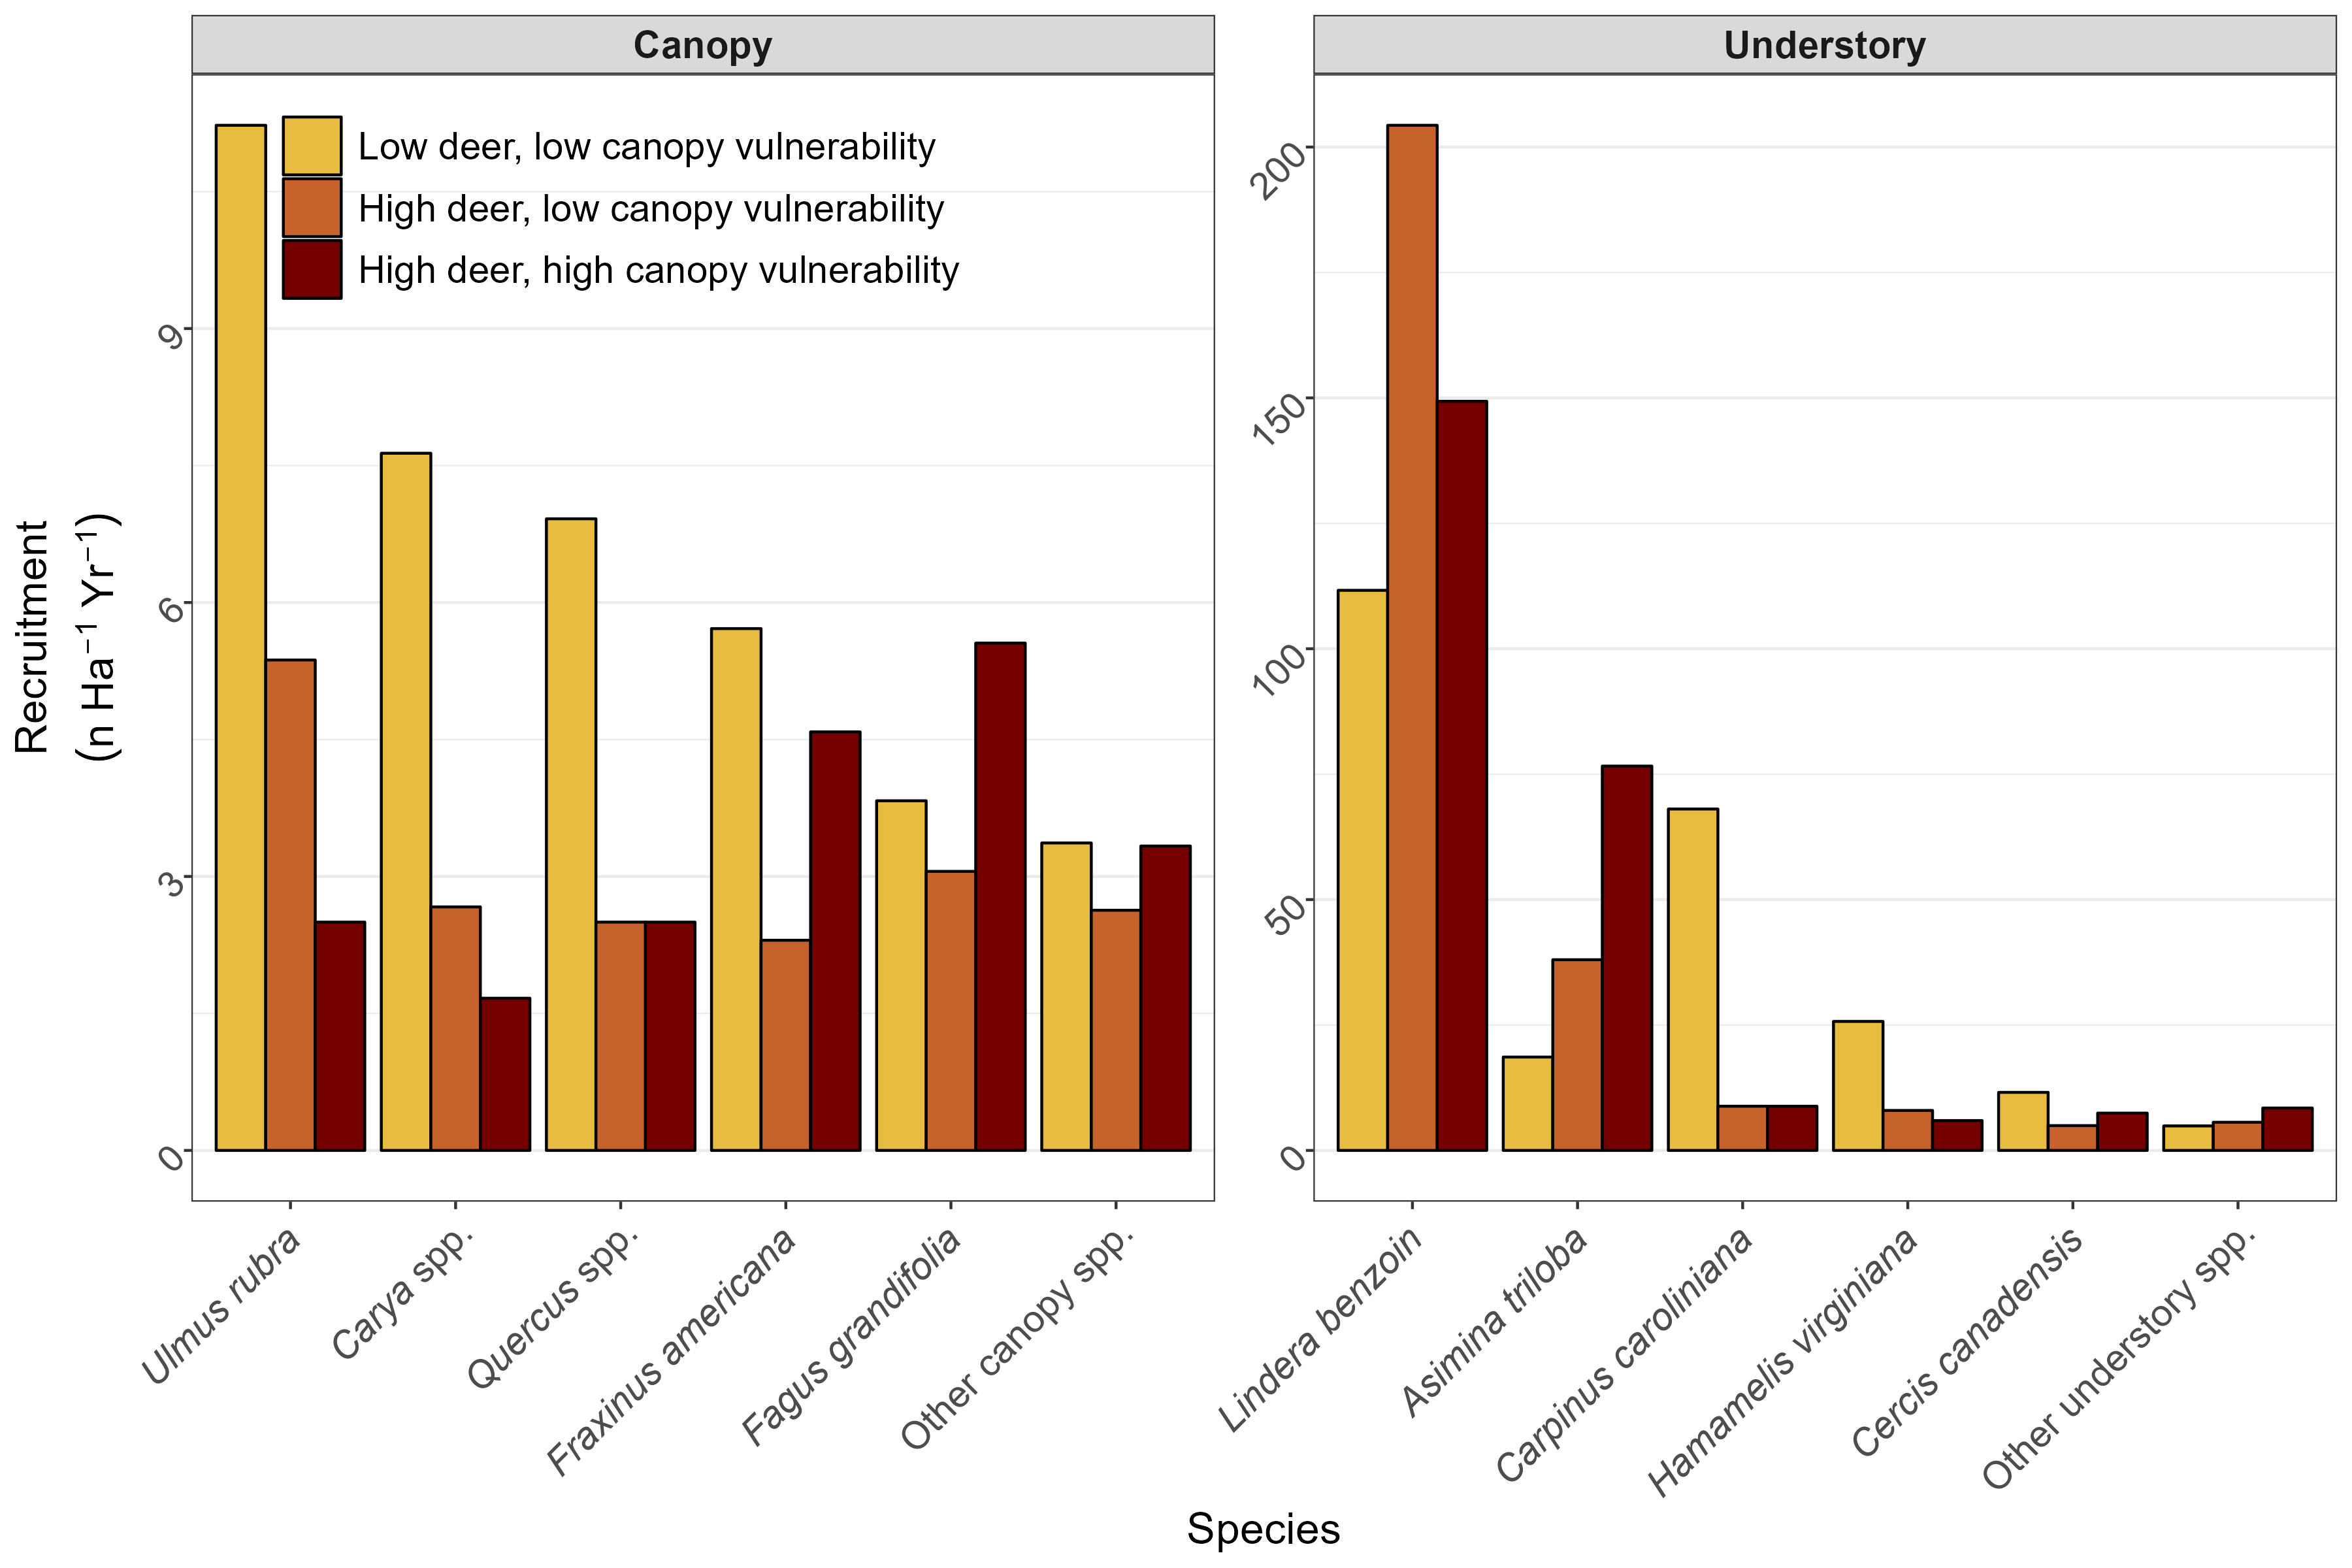 Canopy
Understory
Low deer, low canopy vulnerability
High deer, low canopy vulnerability
High deer, high canopy vulnerability
Recruitment
(n Ha⁻¹ Yr⁻¹)
9
6
3
0
200
150
100
50
0
Ulmus rubra
Carya spp.
Quercus spp.
Fraxinus americana
Fagus grandifolia
Other canopy spp.
Lindera benzoin
Asimina triloba
Carpinus caroliniana
Hamamelis virginiana
Cercis canadensis
Other understory spp.
Species